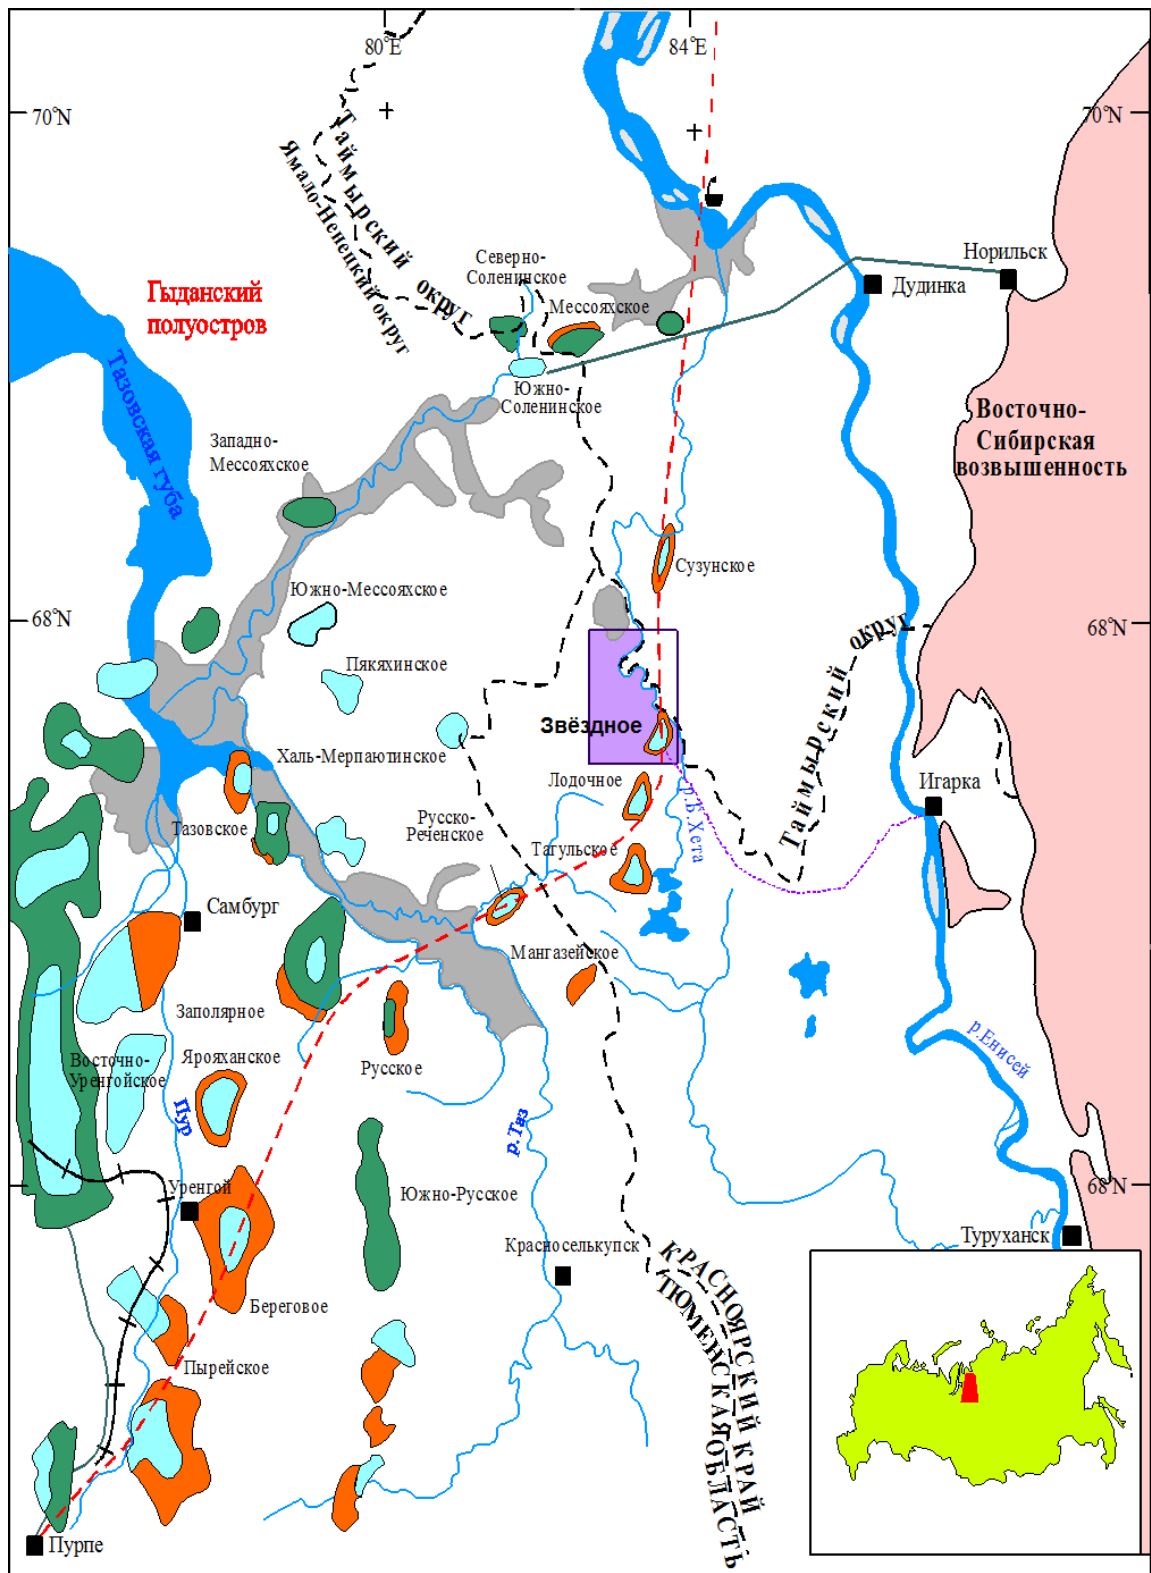 80°E
84°E
70°N
70°N
Таймырский округ
Ямало-Ненецкий округ
Северно-
Соленинское
Норильск
Дудинка
Гыданский
полуостров
Мессояхское
Тазовская губа
Южно-
Соленинское
Восточно-
Сибирская
возвышенность
Западно-
Мессояхское
Сузунское
Южно-Мессояхское
68°N
68°N
Таймырский округ
Пякяхинское
Звёздное
Халь-Мерпаютинское
Лодочное
Игарка
р.Б.Хета
Русско-
Реченское
Тазовское
Тагульское
Самбург
Мангазейское
Заполярное
р.Енисей
Восточно-
Уренгойское
Ярояханское
Русское
Пур
р.Таз
Уренгой
Южно-Русское
68°N
Туруханск
Красноселькупск
КРАСНОЯРСКИЙ КРАЙ
ТЮМЕНСКАЯ ОБЛАСТЬ
Береговое
Пырейское
Пурпе